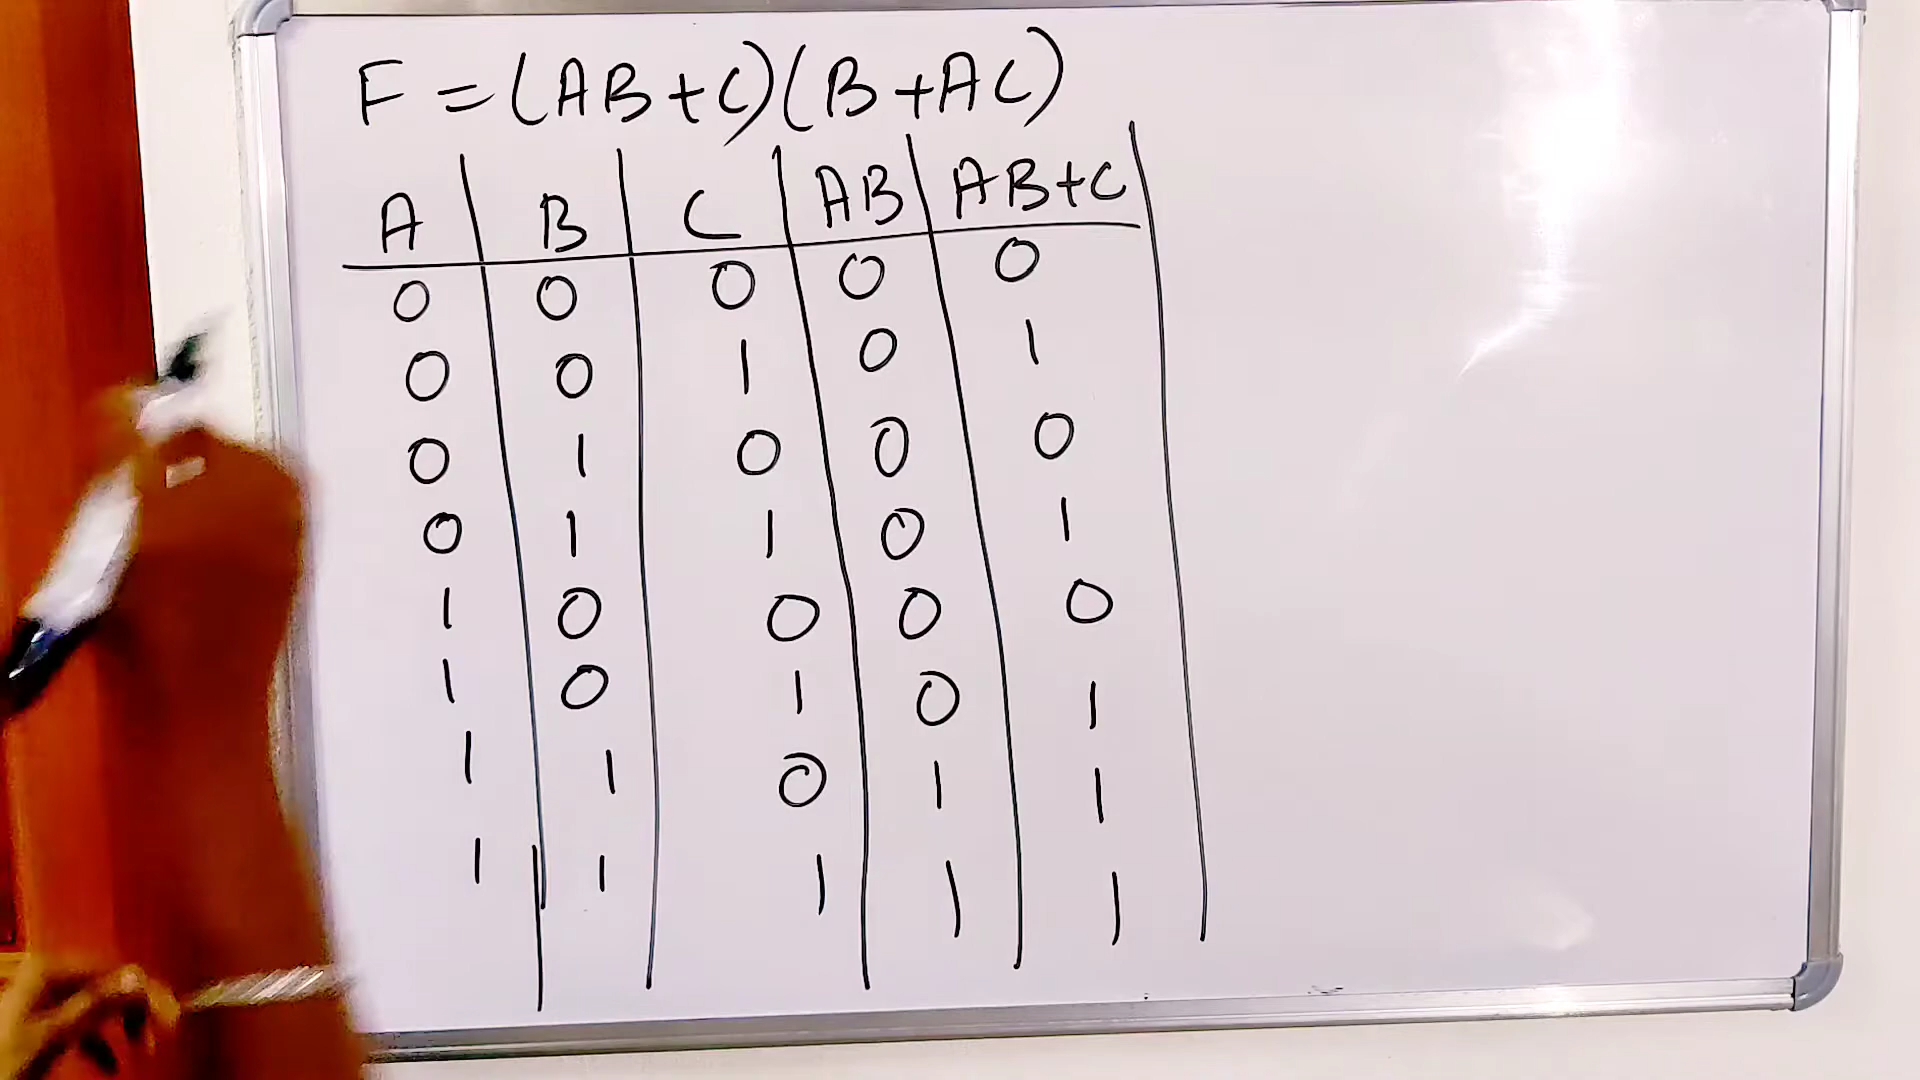 F = (AB+C)(B+AC)
A B C AB AB+C
0 0 0 0 0
0 0 1 0 1
0 1 0 0 0
0 1 1 0 1
1 0 0 0 0
1 0 1 0 1
1 1 0 1 1
1 1 1 1 1